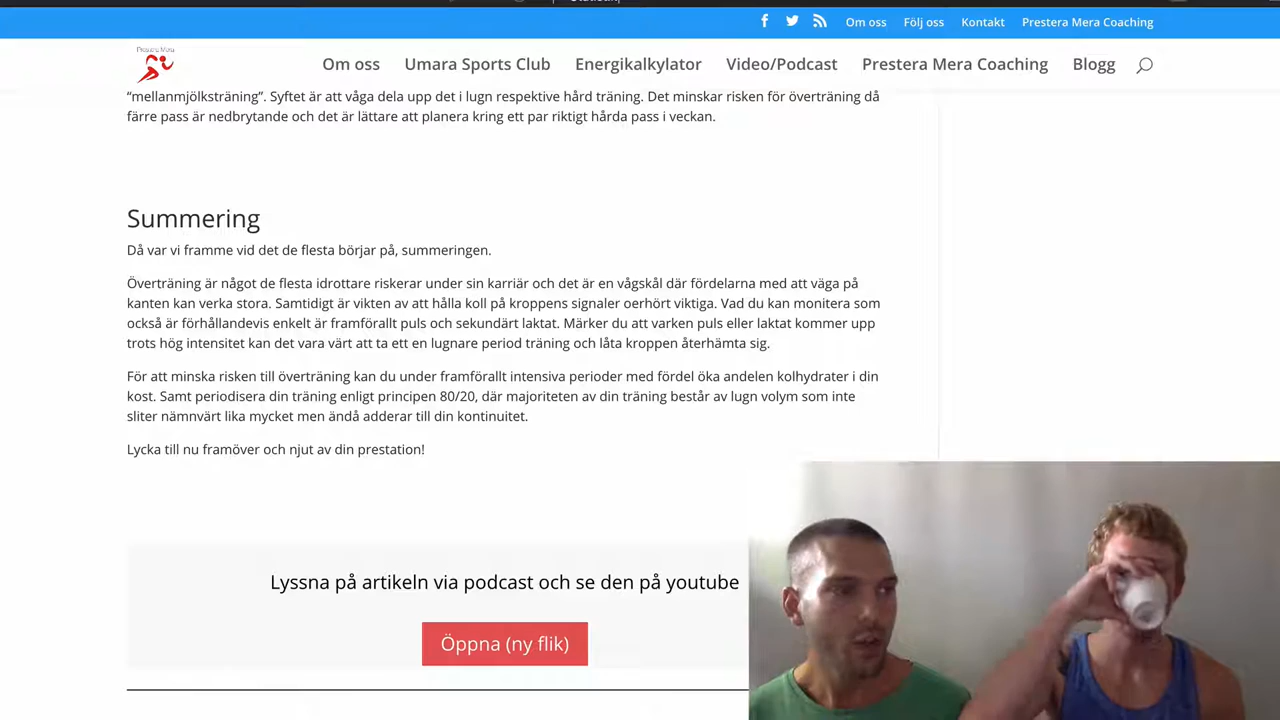 Om oss Följ oss Kontakt Prestera Mera Coaching
Prestera Mera
Om oss Umara Sports Club Energikalkylator Video/Podcast Prestera Mera Coaching Blogg
“mellanmjölksträning”. Syftet är att våga dela upp det i lugn respektive hård träning. Det minskar risken för överträning då
färre pass är nedbrytande och det är lättare att planera kring ett par riktigt hårda pass i veckan.
Summering
Då var vi framme vid det de flesta börjar på, summeringen.
Överträning är något de flesta idrottare riskerar under sin karriär och det är en vågskål där fördelarna med att väga på
kanten kan verka stora. Samtidigt är vikten av att hålla koll på kroppens signaler oerhört viktiga. Vad du kan monitera som
också är förhållandevis enkelt är framförallt puls och sekundärt laktat. Märker du att varken puls eller laktat kommer upp
trots hög intensitet kan det vara värt att ta ett en lugnare period träning och låta kroppen återhämta sig.
För att minska risken till överträning kan du under framförallt intensiva perioder med fördel öka andelen kolhydrater i din
kost. Samt periodisera din träning enligt principen 80/20, där majoriteten av din träning består av lugn volym som inte
sliter nämnvärt lika mycket men ändå adderar till din kontinuitet.
Lycka till nu framöver och njut av din prestation!
Lyssna på artikeln via podcast och se den på youtube
Öppna (ny flik)